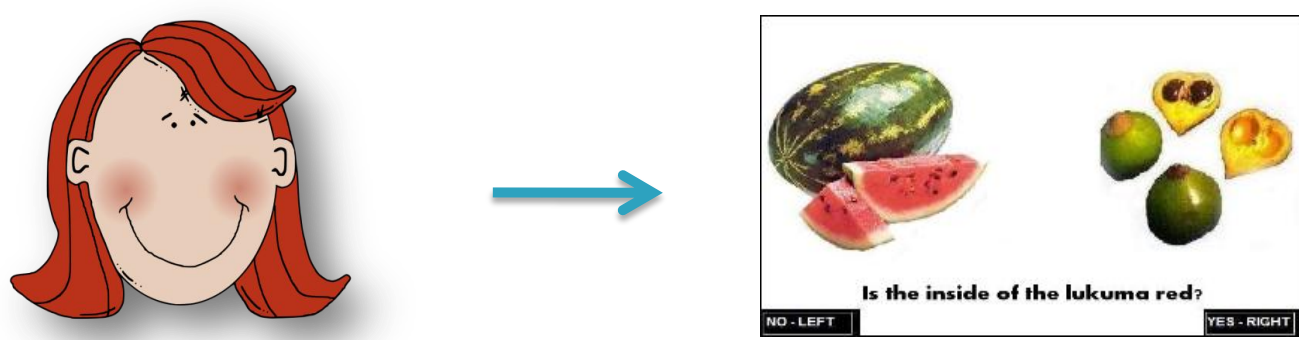 Is the inside of the lukuma red?
NO - LEFT
YES - RIGHT